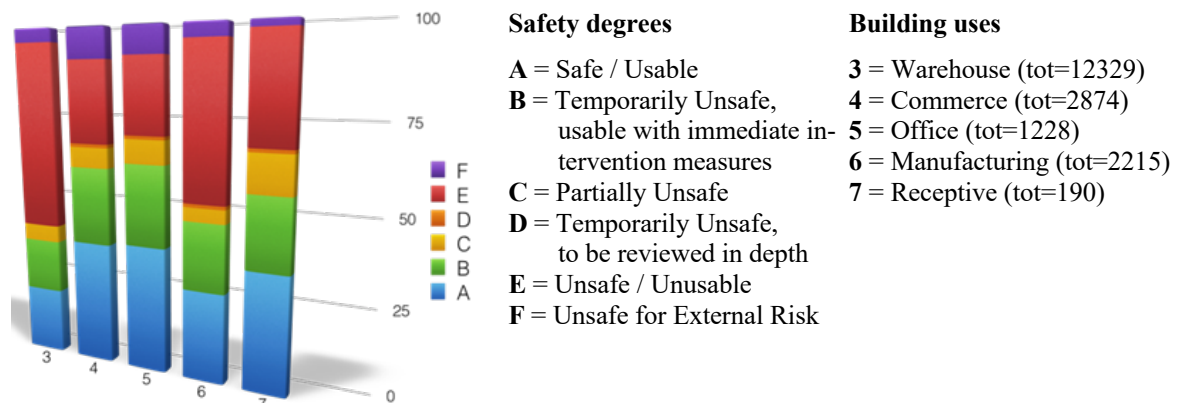 100
75
50
25
0
3
4
5
6
7
F
E
D
C
B
A
Safety degrees
A = Safe / Usable
B = Temporarily Unsafe,
usable with immediate in-
tervention measures
C = Partially Unsafe
D = Temporarily Unsafe,
to be reviewed in depth
E = Unsafe / Unusable
F = Unsafe for External Risk
Building uses
3 = Warehouse (tot=12329)
4 = Commerce (tot=2874)
5 = Office (tot=1228)
6 = Manufacturing (tot=2215)
7 = Receptive (tot=190)